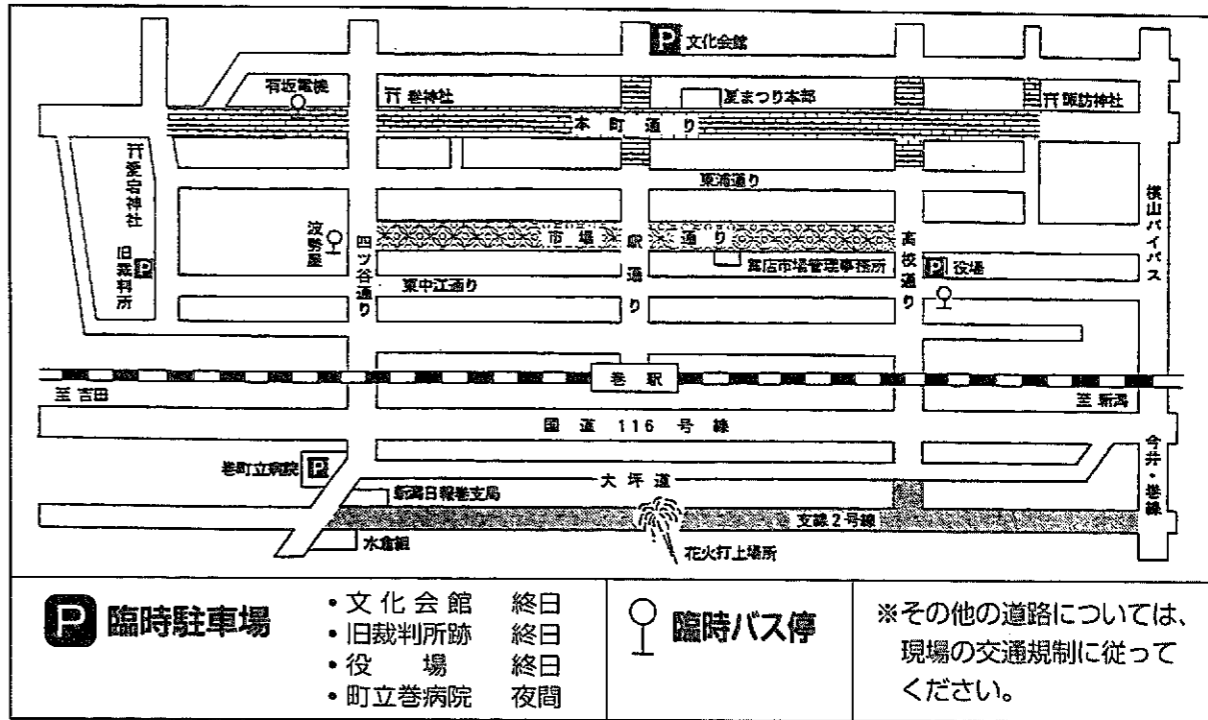 P 文化会館
有坂電機
巻神社
夏まつり本部
諏訪神社
本町通り
愛宕神社
東浦通り
横山バイパス
波勢屋
四ツ谷通り
市場通り
駅通り
高校通り
旧裁判所
P
露店市場管理事務所
P 役場
東中江通り
巻駅
至吉田
至新潟
国道116号線
今井・巻線
巻町立病院 P
大坪道
新潟日報巻支局
支線2号線
水倉組
花火打上場所
P 臨時駐車場
・文化会館 終日
・旧裁判所跡 終日
・役場 終日
・町立巻病院 夜間
臨時バス停
※その他の道路については、
現場の交通規制に従って
ください。